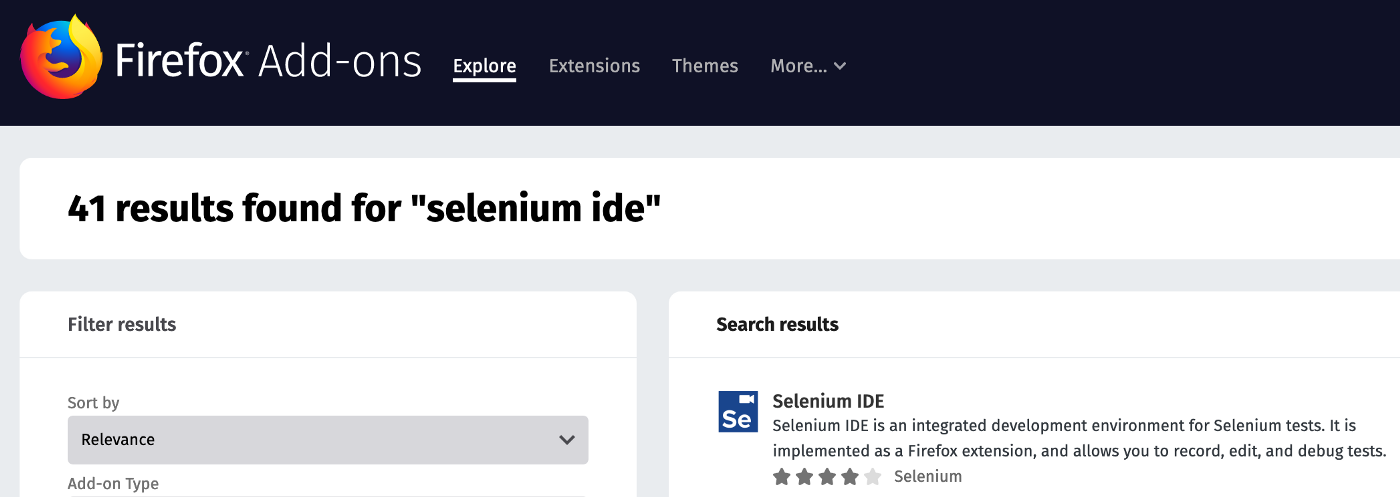 Firefox Add-ons Explore Extensions Themes More...
41 results found for "selenium ide"
Filter results
Sort by
Relevance
Add-on Type
Search results
Se
Selenium IDE
Selenium IDE is an integrated development environment for Selenium tests. It is
implemented as a Firefox extension, and allows you to record, edit, and debug tests.
Selenium